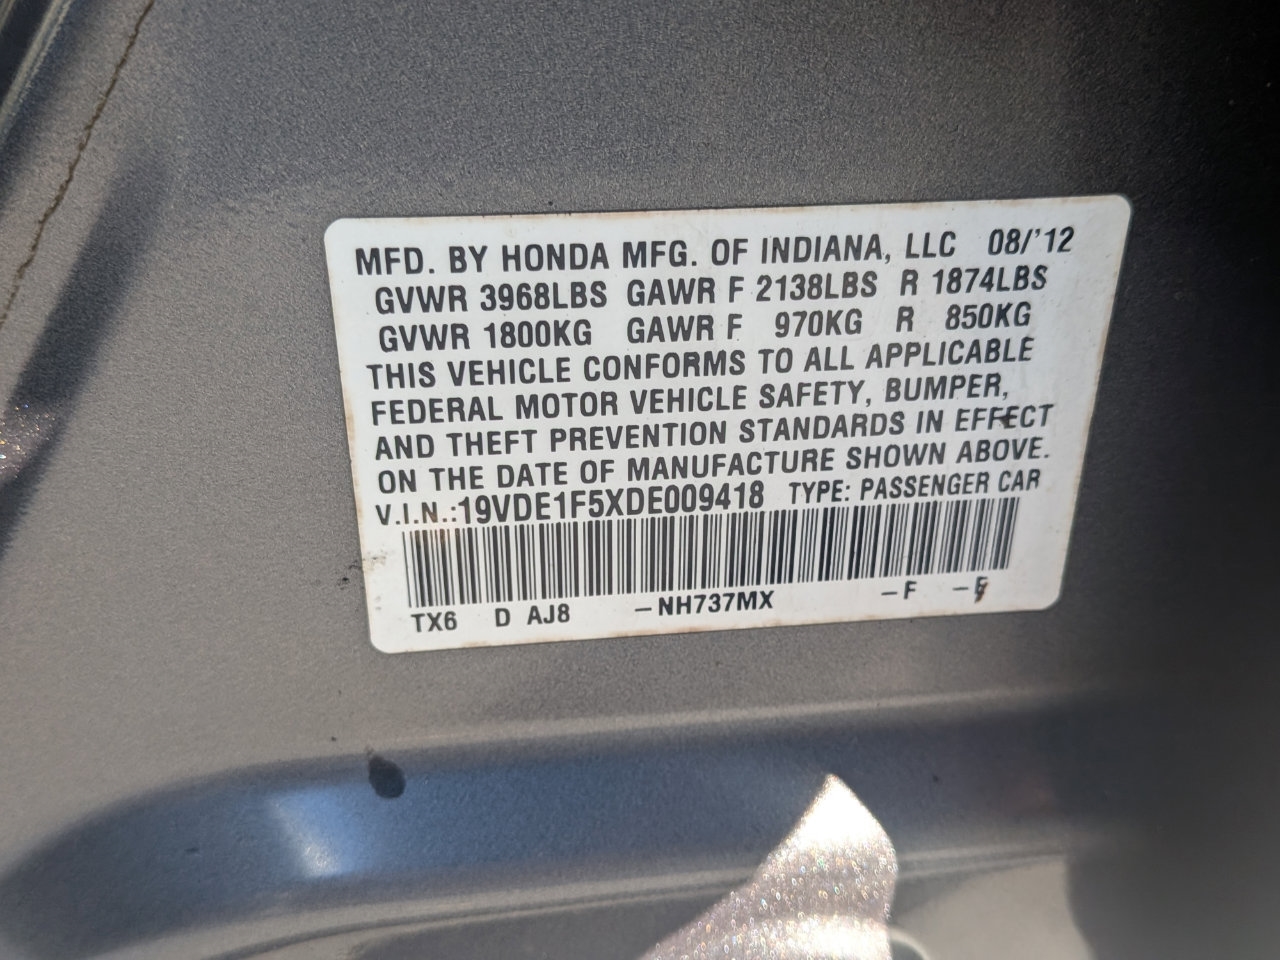 MFD. BY HONDA MFG. OF INDIANA, LLC 08/'12
GVWR 3968LBS GAWR F 2138LBS R 1874LBS
GVWR 1800KG GAWR F 970KG R 850KG
THIS VEHICLE CONFORMS TO ALL APPLICABLE
FEDERAL MOTOR VEHICLE SAFETY, BUMPER,
AND THEFT PREVENTION STANDARDS IN EFFECT
ON THE DATE OF MANUFACTURE SHOWN ABOVE.
V.I.N.:19VDE1F5XDE009418 TYPE: PASSENGER CAR
TX6 D AJ8 -NH737MX -F